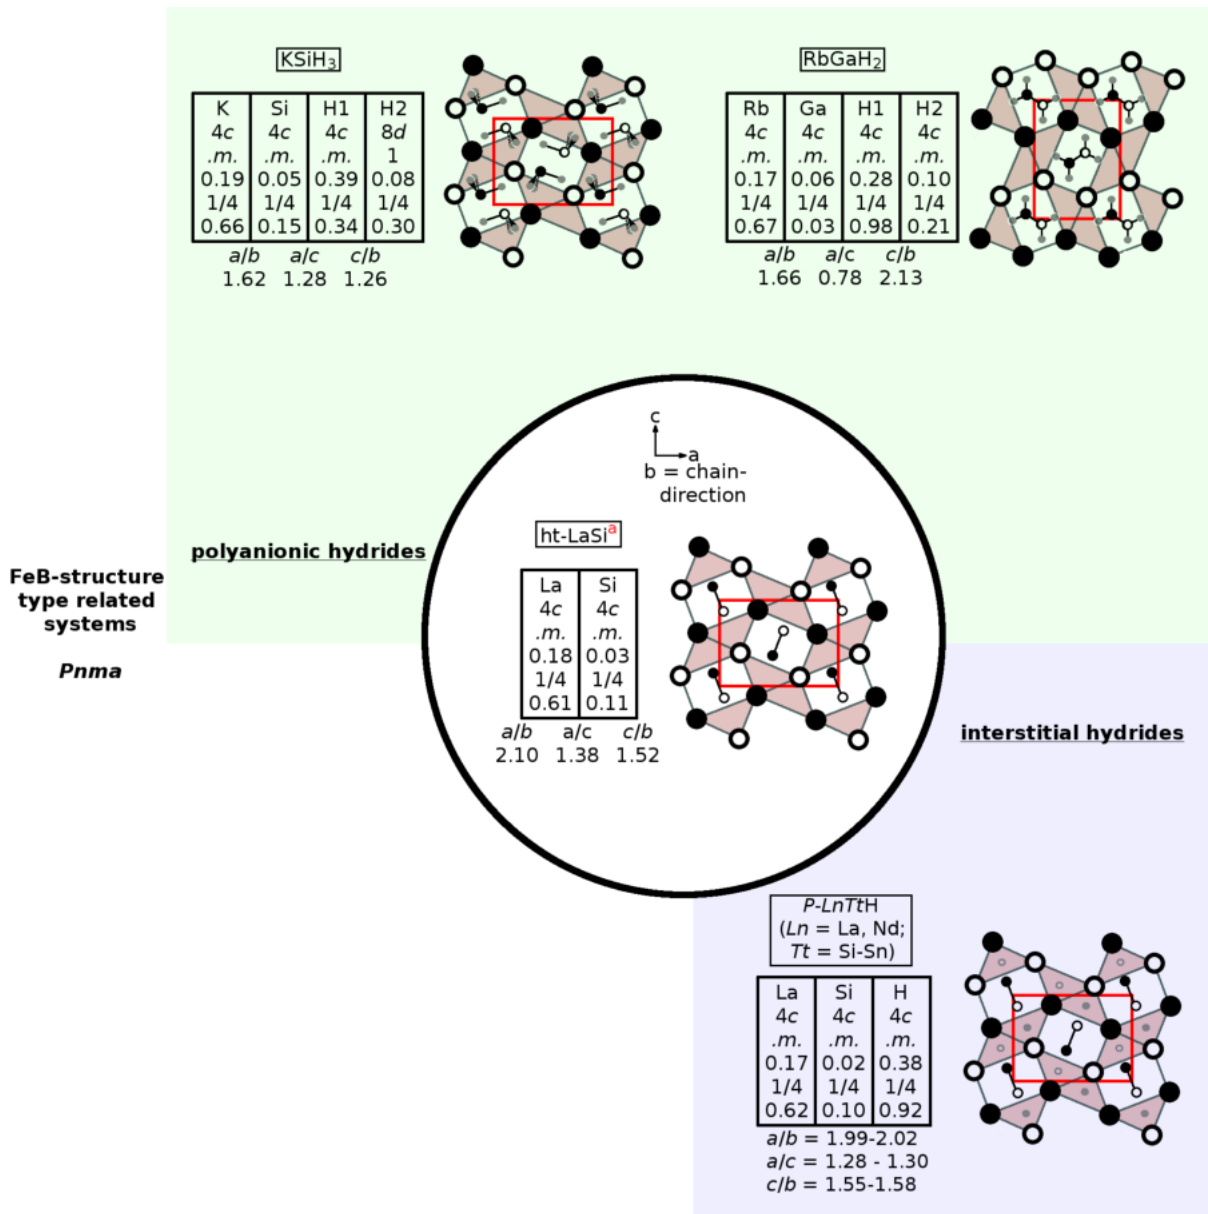 KSiH3
K Si H1 H2
4c 4c 4c 8d
.m. .m. .m. 1
0.19 0.05 0.39 0.08
1/4 1/4 1/4 1/4
0.66 0.15 0.34 0.30
a/b a/c c/b
1.62 1.28 1.26
RbGaH2
Rb Ga H1 H2
4c 4c 4c 4c
.m. .m. .m. .m.
0.17 0.06 0.28 0.10
1/4 1/4 1/4 1/4
0.67 0.03 0.98 0.21
a/b a/c c/b
1.66 0.78 2.13
polyanionic hydrides
FeB-structure
type related
systems
Pnma
c
a
b = chain-
direction
ht-LaSia
La Si
4c 4c
.m. .m.
0.18 0.03
1/4 1/4
0.61 0.11
a/b a/c c/b
2.10 1.38 1.52
interstitial hydrides
P-LnTtH
(Ln = La, Nd;
Tt = Si-Sn)
La Si H
4c 4c 4c
.m. .m. .m.
0.17 0.02 0.38
1/4 1/4 1/4
0.62 0.10 0.92
a/b = 1.99-2.02
a/c = 1.28 - 1.30
c/b = 1.55-1.58